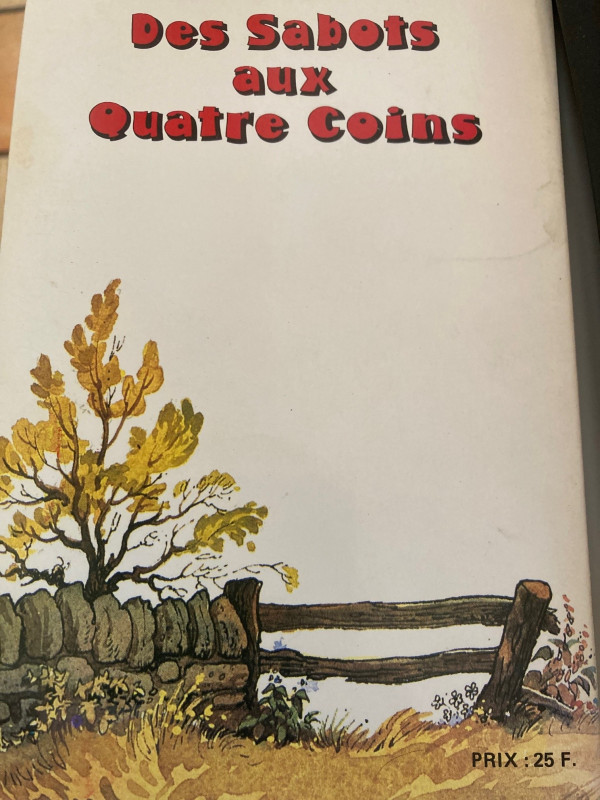 Des Sabots
aux
Quatre Coins
PRIX : 25 F.